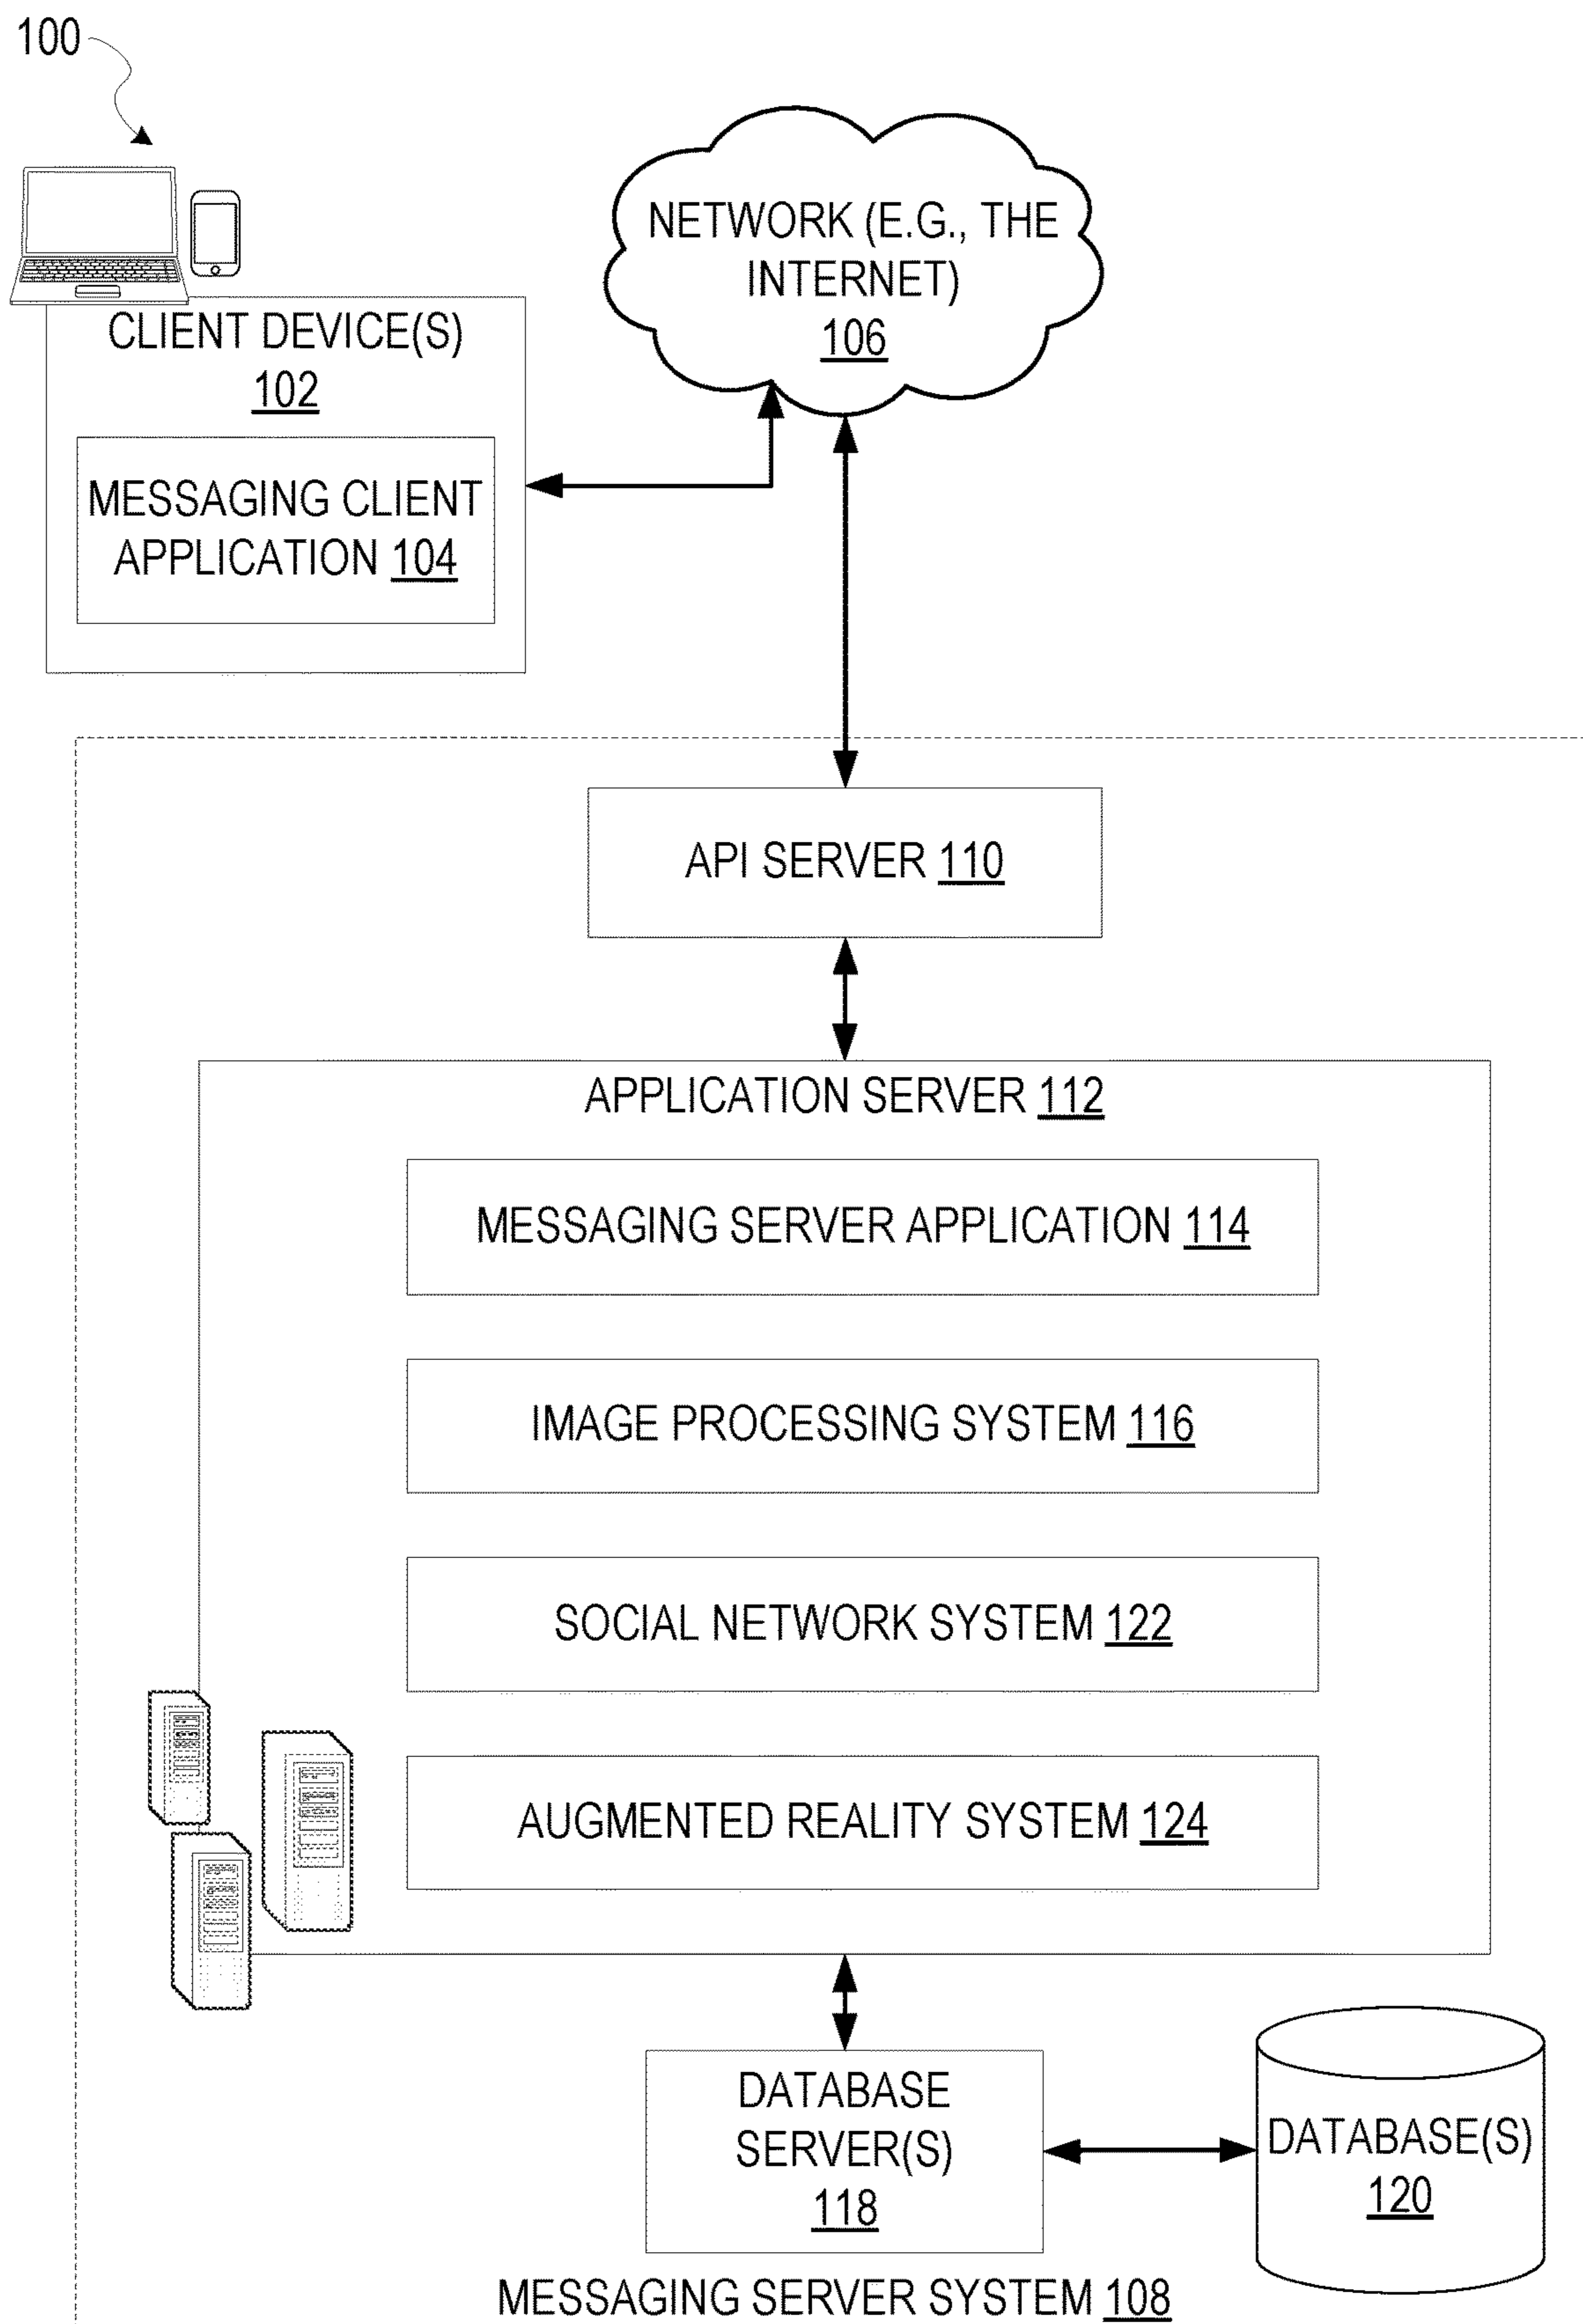 100
NETWORK (E.G., THE
INTERNET)
106
CLIENT DEVICE(S)
102
MESSAGING CLIENT
APPLICATION 104
API SERVER 110
APPLICATION SERVER 112
MESSAGING SERVER APPLICATION 114
IMAGE PROCESSING SYSTEM 116
SOCIAL NETWORK SYSTEM 122
AUGMENTED REALITY SYSTEM 124
DATABASE
SERVER(S)
118
DATABASE(S)
120
MESSAGING SERVER SYSTEM 108